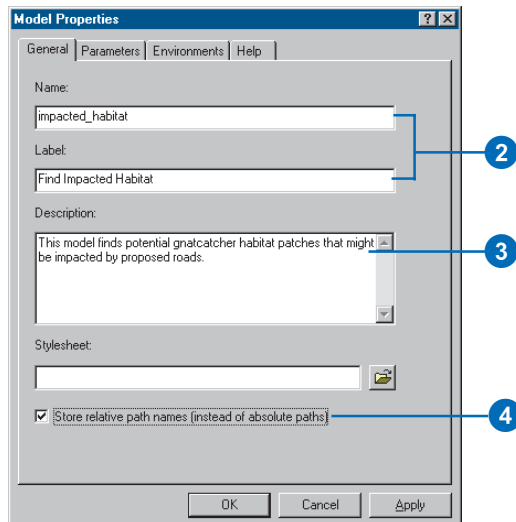 Model Properties
General Parameters Environments Help
Name:
impacted_habitat
2
Label:
Find Impacted Habitat
Description:
This model finds potential gnatcatcher habitat patches that might
be impacted by proposed roads.
3
Stylesheet:
Store relative path names (instead of absolute paths)
4
OK Cancel Apply